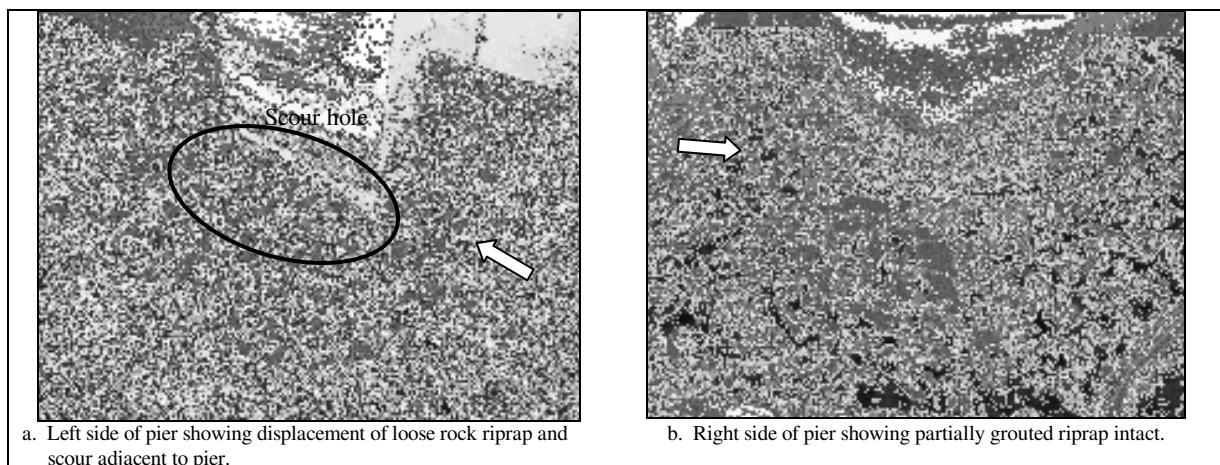 Scour hole
a. Left side of pier showing displacement of loose rock riprap and
scour adjacent to pier.
b. Right side of pier showing partially grouted riprap intact.